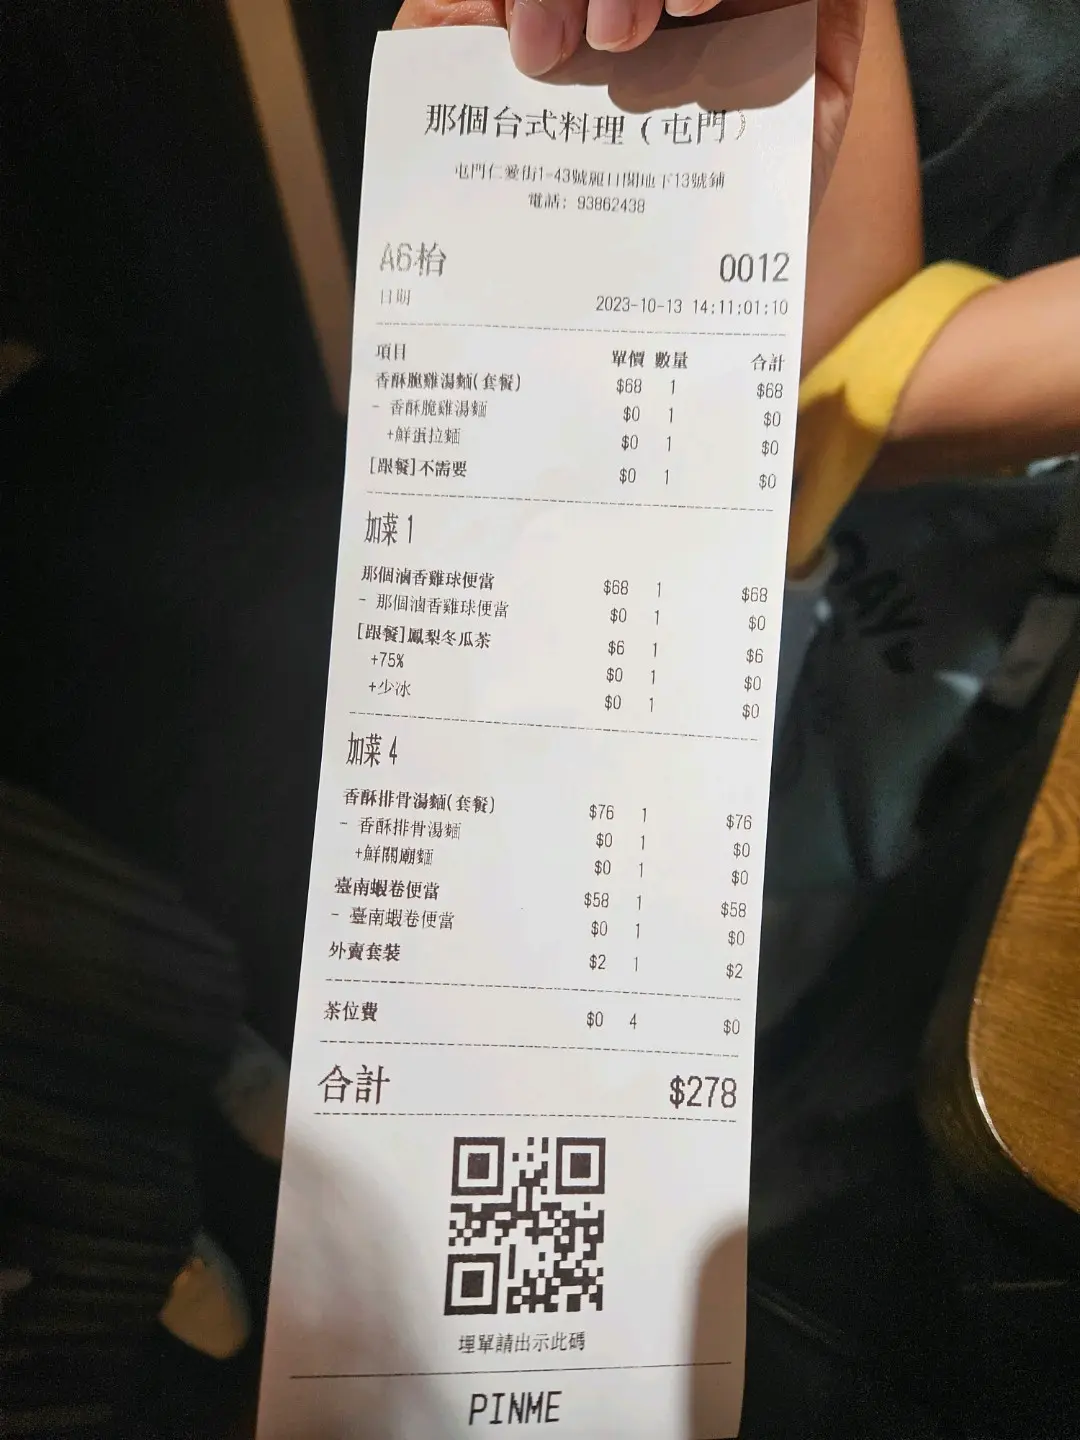 那個台式料理（屯門）
屯門仁愛街1-43號麗日閣地下13號鋪
電話: 93862438
A6枱 0012
日期 2023-10-13 14:11:01:10
項目 單價 數量 合計
香酥脆雞湯麵(套餐) $68 1 $68
- 香酥脆雞湯麵 $0 1 $0
+鮮蛋拉麵 $0 1 $0
[跟餐]不需要 $0 1 $0
加菜 1
那個滷香雞球便當 $68 1 $68
- 那個滷香雞球便當 $0 1 $0
[跟餐]鳳梨冬瓜茶 $6 1 $6
+75% $0 1 $0
+少冰 $0 1 $0
加菜 4
香酥排骨湯麵(套餐) $76 1 $76
- 香酥排骨湯麵 $0 1 $0
+鮮關廟麵 $0 1 $0
臺南蝦卷便當 $58 1 $58
- 臺南蝦卷便當 $0 1 $0
外賣套裝 $2 1 $2
茶位費 $0 4 $0
合計 $278
埋單請出示此碼
PINME